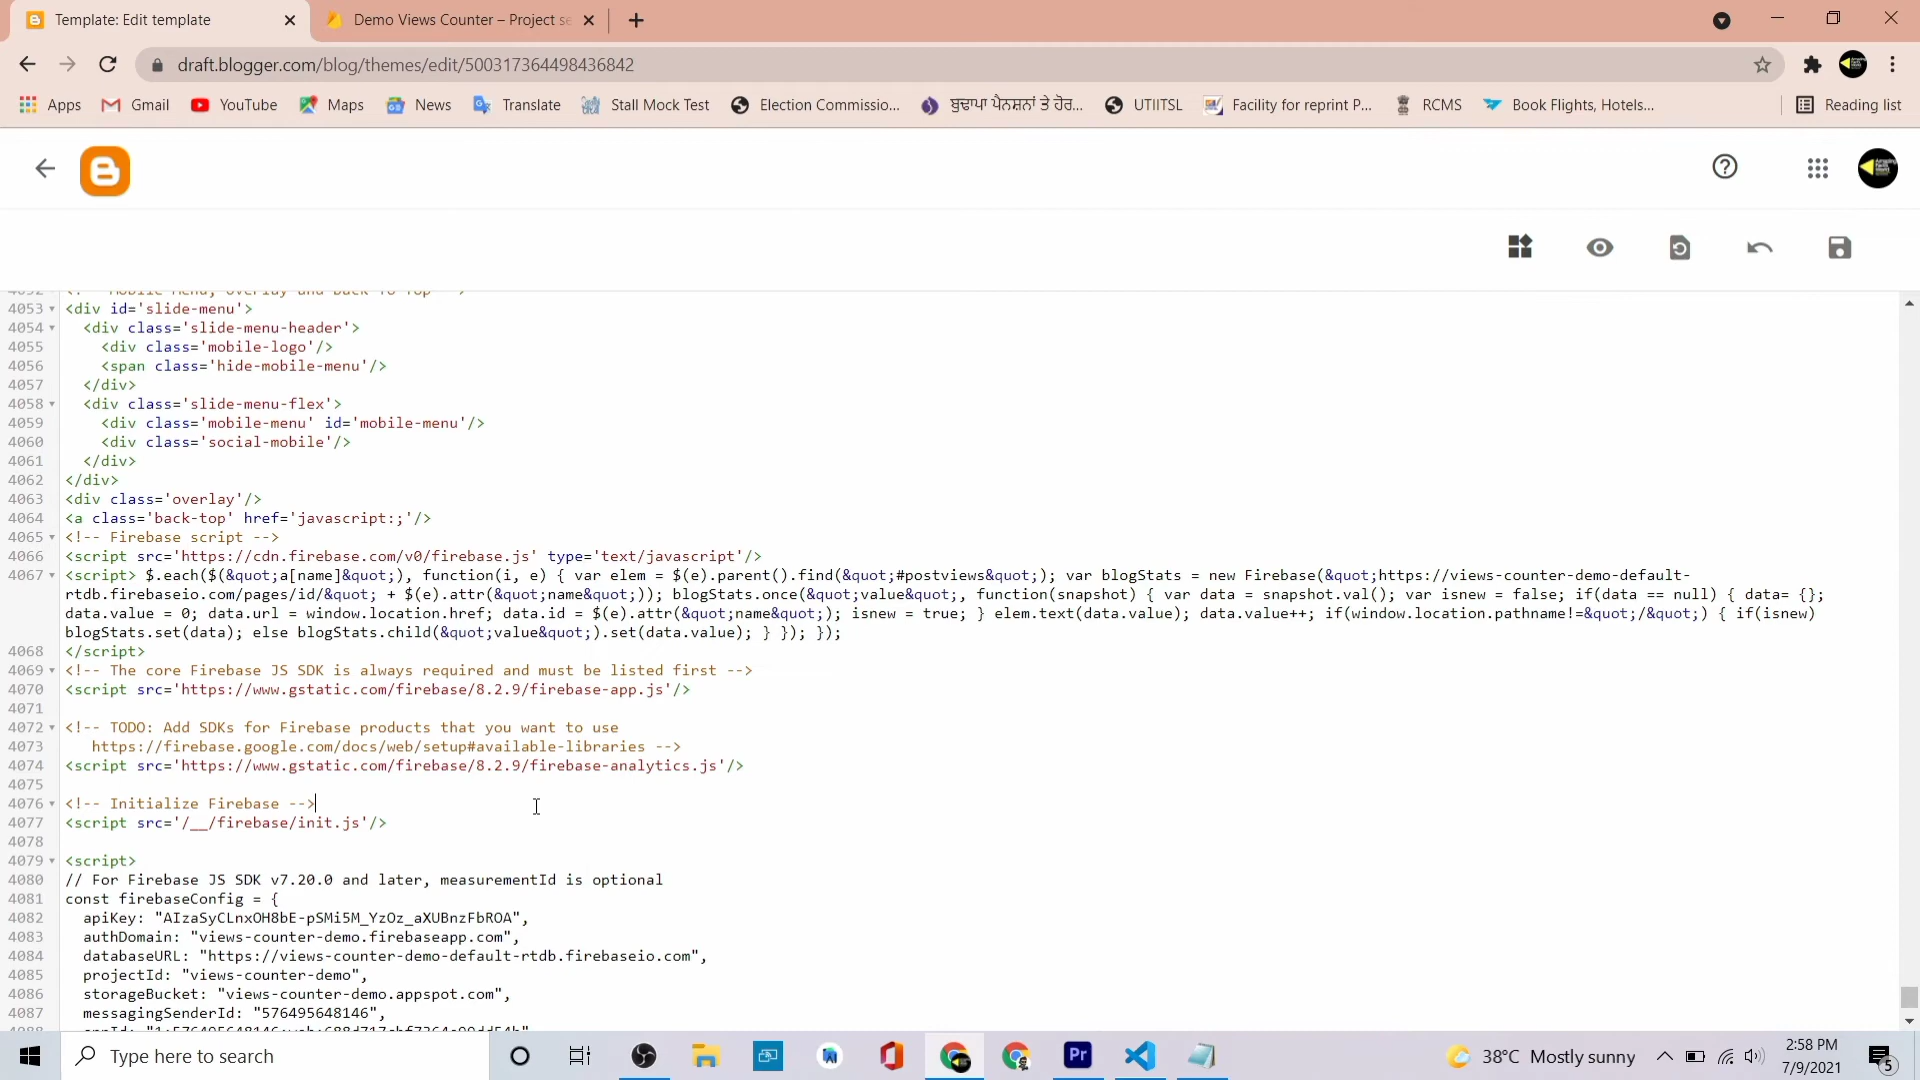 Template: Edit template
Demo Views Counter – Project se
draft.blogger.com/blog/themes/edit/500317364498436842
Apps Gmail YouTube Maps News Translate Stall Mock Test Election Commissio... ਬੁਢਾਪਾ ਪੈਨਸ਼ਨਾਂ ਤੇ ਹੋਰ... UTIITSL Facility for reprint P... RCMS Book Flights, Hotels... Reading list
4052 <!-- Mobile Menu, Overlay and Back To Top -->
4053 <div id='slide-menu'>
4054 <div class='slide-menu-header'>
4055 <div class='mobile-logo'/>
4056 <span class='hide-mobile-menu'/>
4057 </div>
4058 <div class='slide-menu-flex'>
4059 <div class='mobile-menu' id='mobile-menu'/>
4060 <div class='social-mobile'/>
4061 </div>
4062 </div>
4063 <div class='overlay'/>
4064 <a class='back-top' href='javascript:;'/>
4065 <!-- Firebase script -->
4066 <script src='https://cdn.firebase.com/v0/firebase.js' type='text/javascript'/>
4067 <script> $.each($(&quot;a[name]&quot;), function(i, e) { var elem = $(e).parent().find(&quot;#postviews&quot;); var blogStats = new Firebase(&quot;https://views-counter-demo-default-
rtdb.firebaseio.com/pages/id/&quot; + $(e).attr(&quot;name&quot;)); blogStats.once(&quot;value&quot;, function(snapshot) { var data = snapshot.val(); var isnew = false; if(data == null) { data= {};
data.value = 0; data.url = window.location.href; data.id = $(e).attr(&quot;name&quot;); isnew = true; } elem.text(data.value); data.value++; if(window.location.pathname!=&quot;/&quot;) { if(isnew)
blogStats.set(data); else blogStats.child(&quot;value&quot;).set(data.value); } }); });
4068 </script>
4069 <!-- The core Firebase JS SDK is always required and must be listed first -->
4070 <script src='https://www.gstatic.com/firebase/8.2.9/firebase-app.js'/>
4071
4072 <!-- TODO: Add SDKs for Firebase products that you want to use
4073 https://firebase.google.com/docs/web/setup#available-libraries -->
4074 <script src='https://www.gstatic.com/firebase/8.2.9/firebase-analytics.js'/>
4075
4076 <!-- Initialize Firebase -->
4077 <script src='/__/firebase/init.js'/>
4078
4079 <script>
4080 // For Firebase JS SDK v7.20.0 and later, measurementId is optional
4081 const firebaseConfig = {
4082 apiKey: "AIzaSyCLnxOH8bE-pSMi5M_YzOz_aXUBnzFbROA",
4083 authDomain: "views-counter-demo.firebaseapp.com",
4084 databaseURL: "https://views-counter-demo-default-rtdb.firebaseio.com",
4085 projectId: "views-counter-demo",
4086 storageBucket: "views-counter-demo.appspot.com",
4087 messagingSenderId: "576495648146",
4088
Type here to search
38°C Mostly sunny
2:58 PM
7/9/2021
5